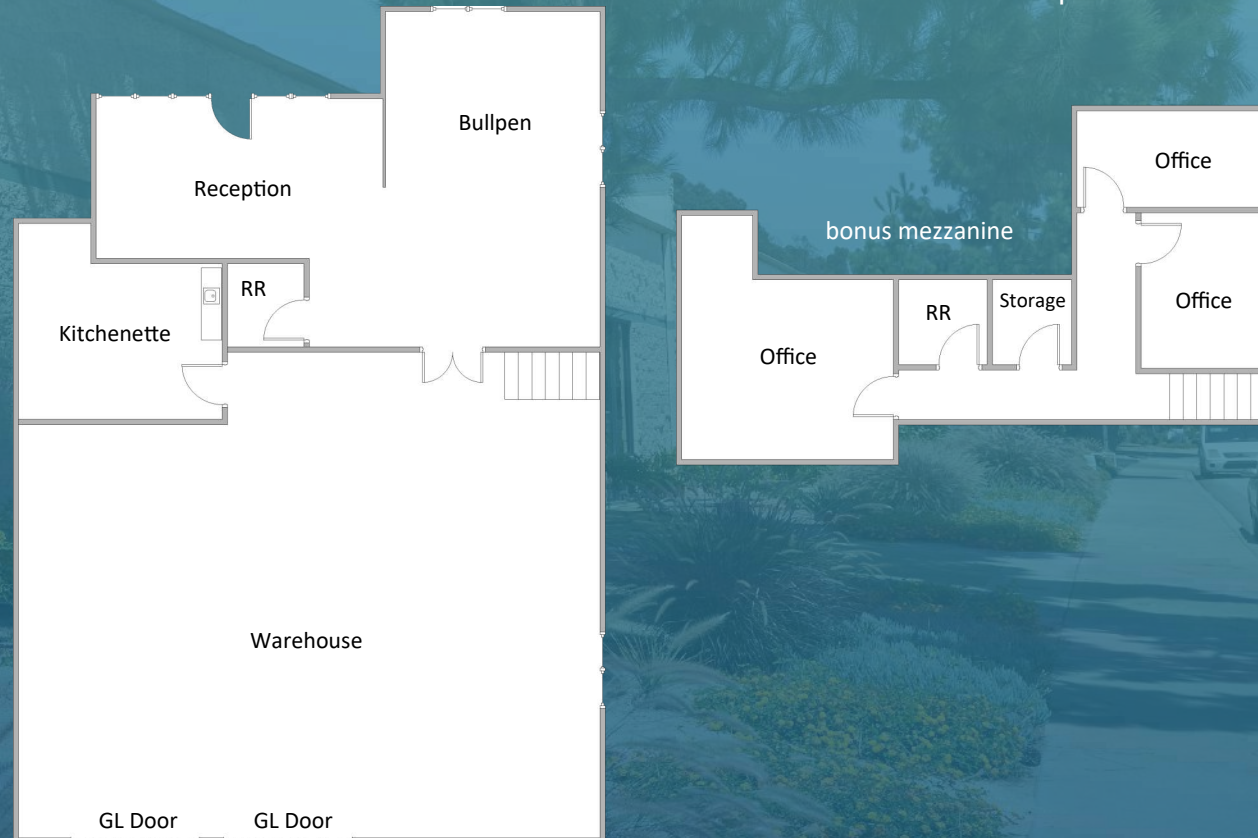 Bullpen
Reception
RR
Kitchenette
Warehouse
GL Door
GL Door
bonus mezzanine
Office
Office
RR
Storage
Office